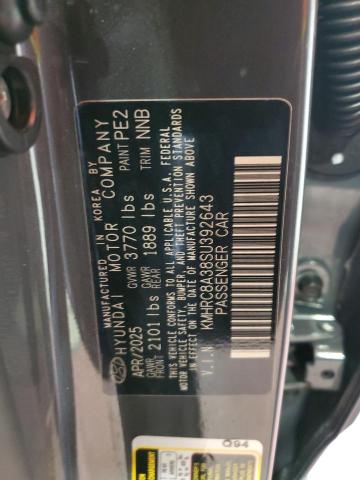 MANUFACTURED IN KOREA BY
HYUNDAI MOTOR COMPANY
APR/2025 GVWR 3770 lbs PAINT PE2
GAWR FRONT 2101 lbs GAWR REAR 1889 lbs TRIM NNB
THIS VEHICLE CONFORMS TO ALL APPLICABLE U.S.A. FEDERAL
MOTOR VEHICLE SAFETY, BUMPER, AND THEFT PREVENTION
STANDARDS IN EFFECT ON THE DATE OF MANUFACTURE SHOWN ABOVE
V.I.N KMHRC8A38SU392643
PASSENGER CAR
Q94